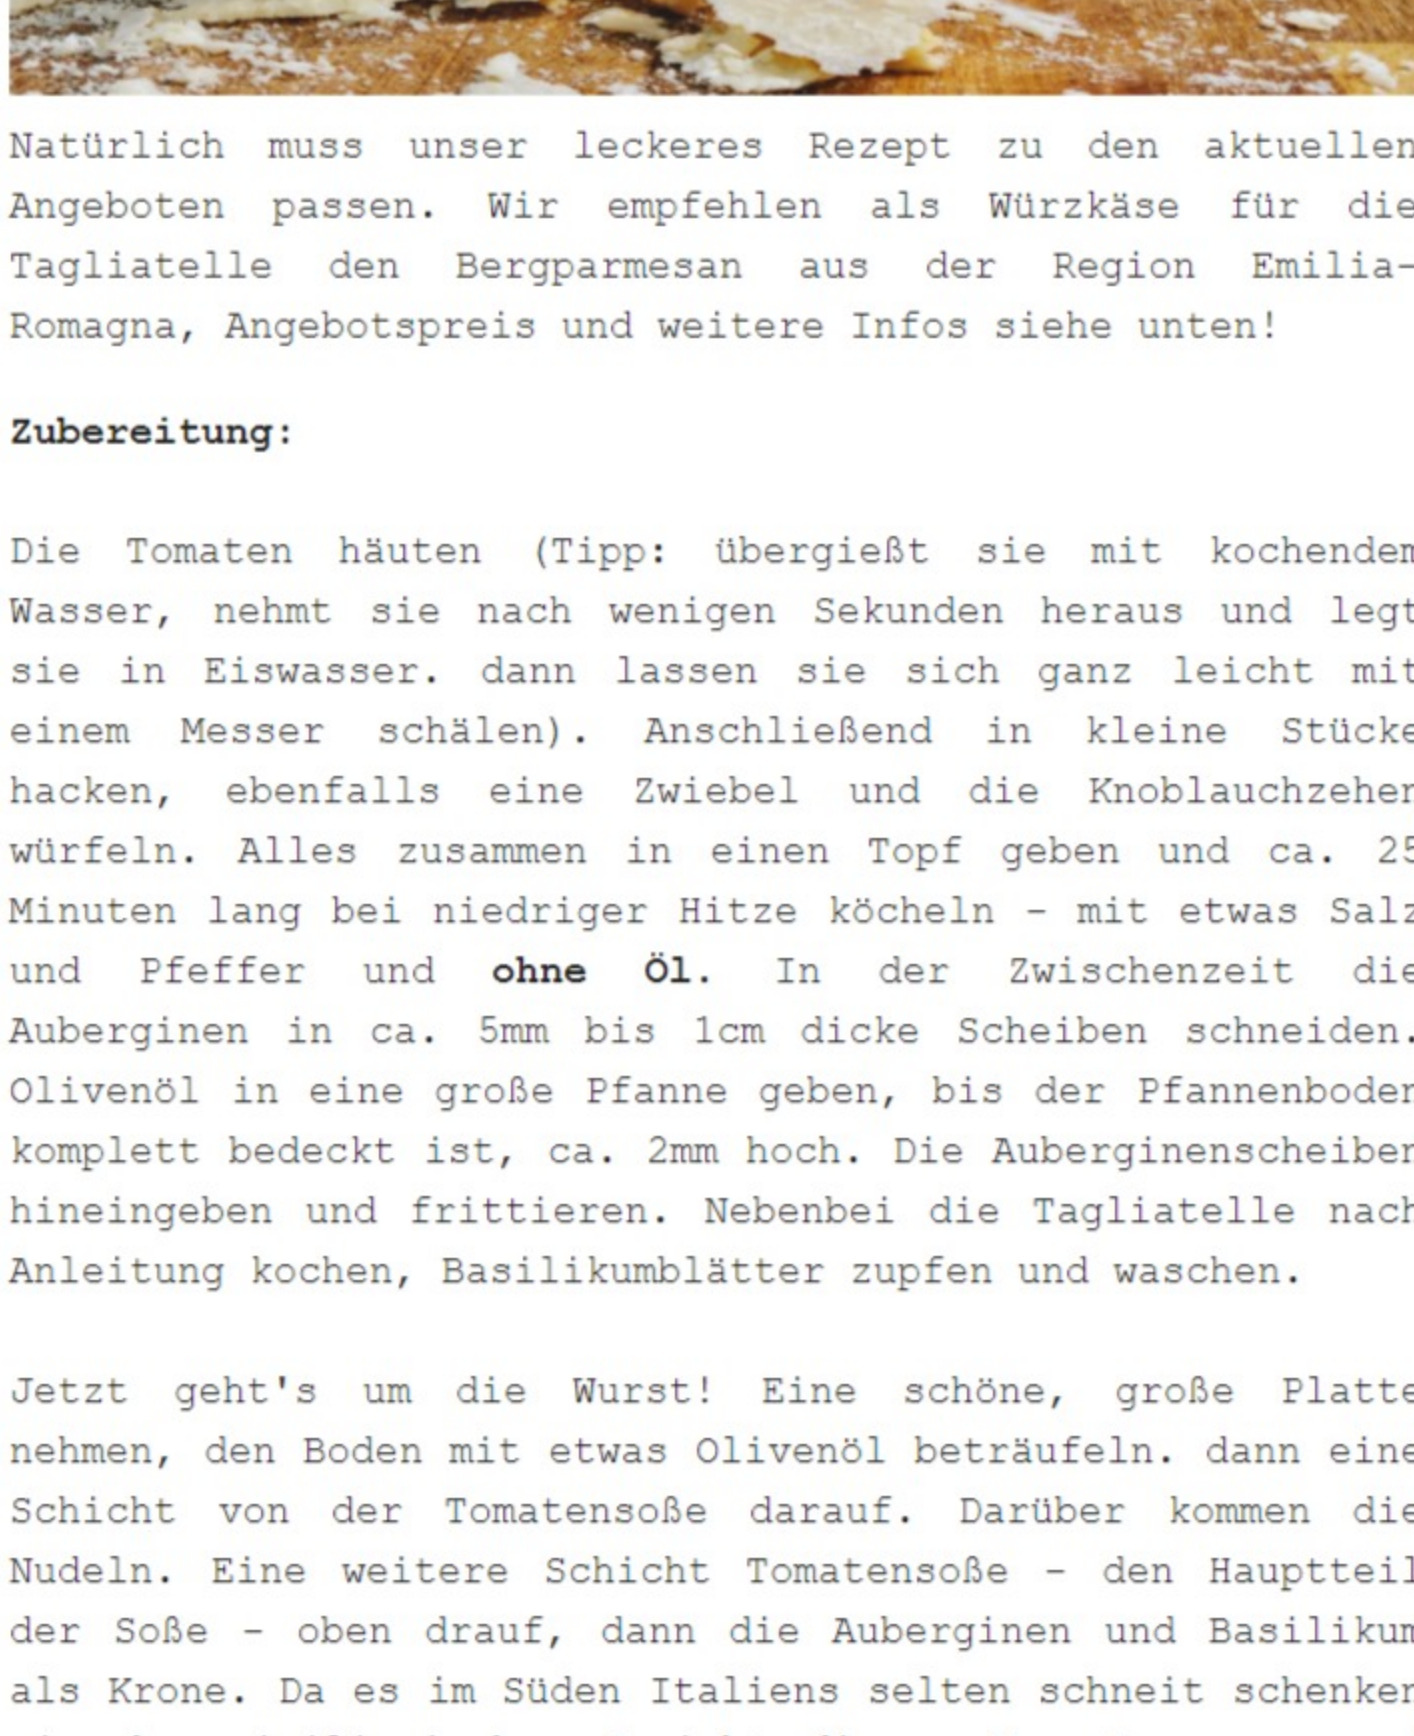 Natürlich muss unser leckeres Rezept zu den aktuellen
Angeboten passen. Wir empfehlen als Würzkäse für die
Tagliatelle den Bergparmesan aus der Region Emilia-
Romagna, Angebotspreis und weitere Infos siehe unten!
Zubereitung:
Die Tomaten häuten (Tipp: übergießt sie mit kochendem
Wasser, nehmt sie nach wenigen Sekunden heraus und legt
sie in Eiswasser. dann lassen sie sich ganz leicht mit
einem Messer schälen). Anschließend in kleine Stücke
hacken, ebenfalls eine Zwiebel und die Knoblauchzehen
würfeln. Alles zusammen in einen Topf geben und ca. 25
Minuten lang bei niedriger Hitze köcheln - mit etwas Salz
und Pfeffer und ohne Öl. In der Zwischenzeit die
Auberginen in ca. 5mm bis 1cm dicke Scheiben schneiden.
Olivenöl in eine große Pfanne geben, bis der Pfannenboden
komplett bedeckt ist, ca. 2mm hoch. Die Auberginenscheiben
hineingeben und frittieren. Nebenbei die Tagliatelle nach
Anleitung kochen, Basilikumblätter zupfen und waschen.
Jetzt geht's um die Wurst! Eine schöne, große Platte
nehmen, den Boden mit etwas Olivenöl beträufeln. dann eine
Schicht von der Tomatensoße darauf. Darüber kommen die
Nudeln. Eine weitere Schicht Tomatensoße - den Hauptteil
der Soße - oben drauf, dann die Auberginen und Basilikum
als Krone. Da es im Süden Italiens selten schneit schenken